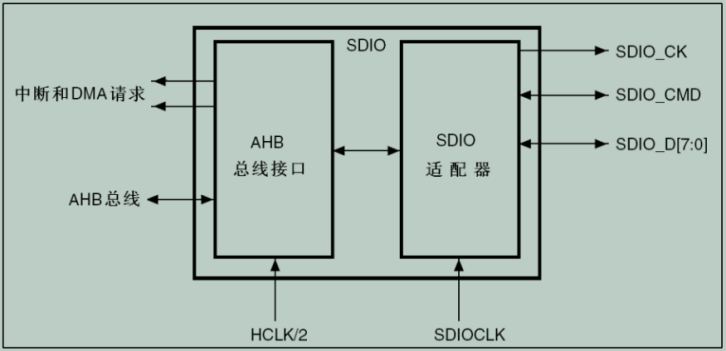 SDIO
SDIO_CK
中断和DMA请求
SDIO_CMD
AHB
总线接口
SDIO
适配器
SDIO_D[7:0]
AHB总线
HCLK/2
SDIOCLK